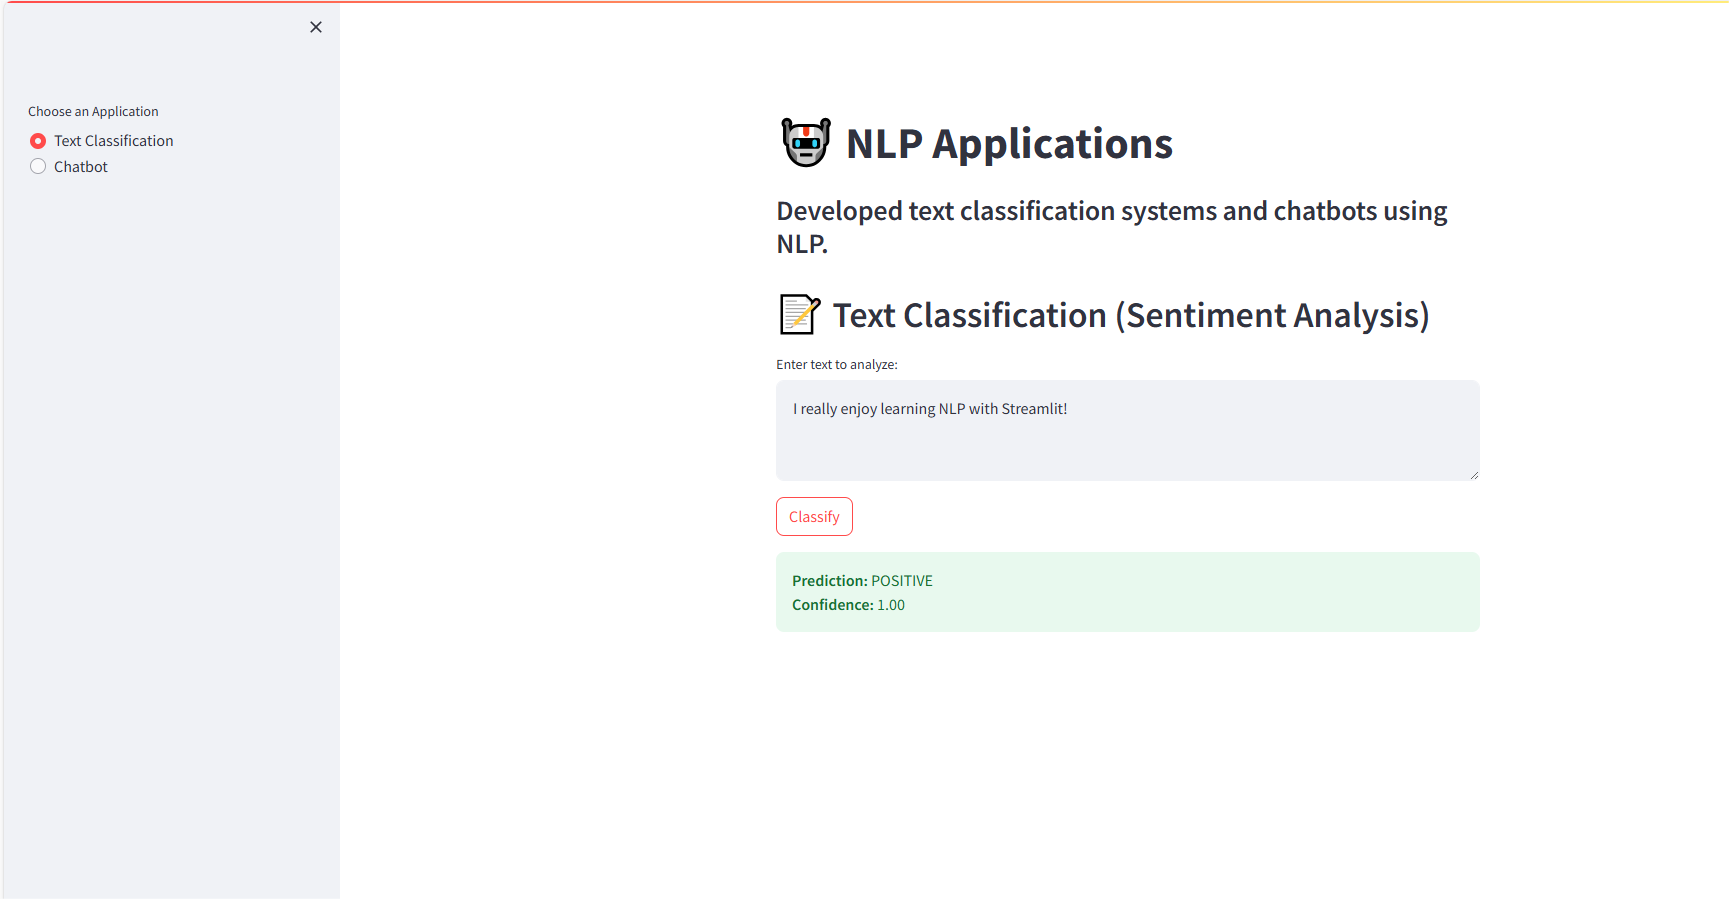 Choose an Application
Text Classification
Chatbot
NLP Applications
Developed text classification systems and chatbots using
NLP.
Text Classification (Sentiment Analysis)
Enter text to analyze:
I really enjoy learning NLP with Streamlit!
Classify
Prediction: POSITIVE
Confidence: 1.00